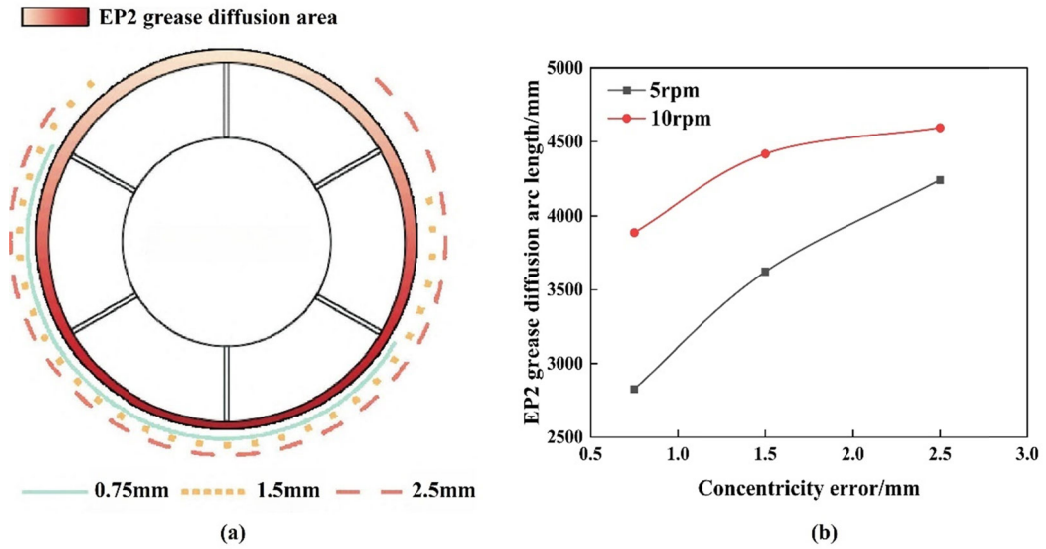 EP2 grease diffusion area
0.75mm
1.5mm
2.5mm
(a)
EP2 grease diffusion arc length/mm
5000
4500
4000
3500
3000
2500
5rpm
10rpm
0.5
1.0
1.5
2.0
2.5
3.0
Concentricity error/mm
(b)